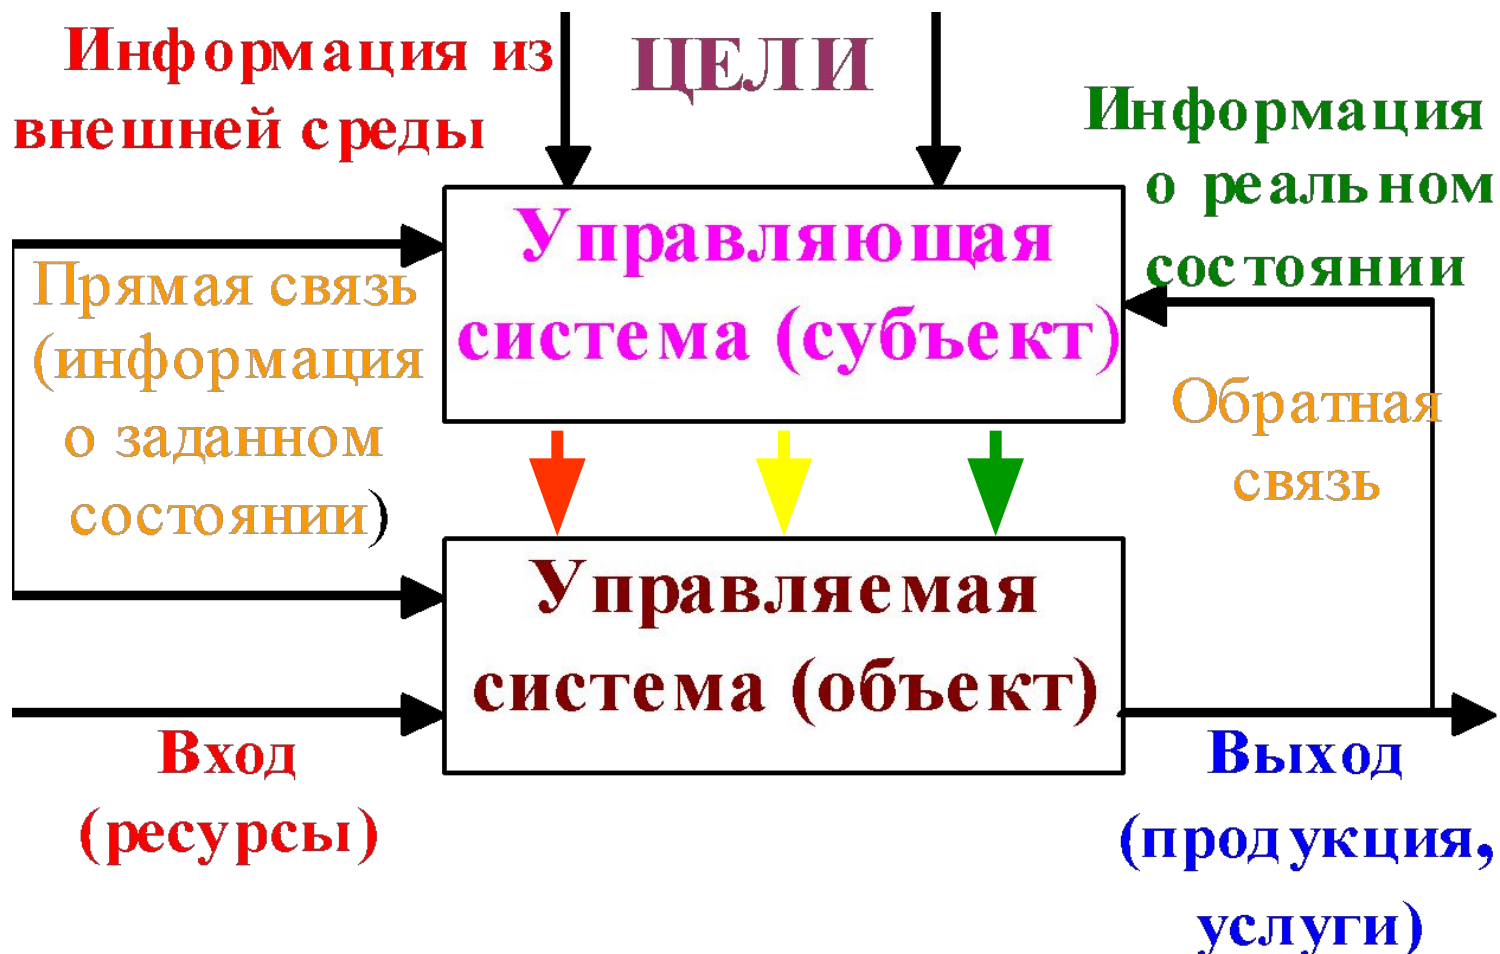 Информация из
внешней среды
ЦЕЛИ
Информация
о реальном
состоянии
Управляющая
система (субъект)
Прямая связь
(информация
о заданном
состоянии)
Обратная
связь
Управляемая
система (объект)
Вход
(ресурсы)
Выход
(продукция,
услуги)